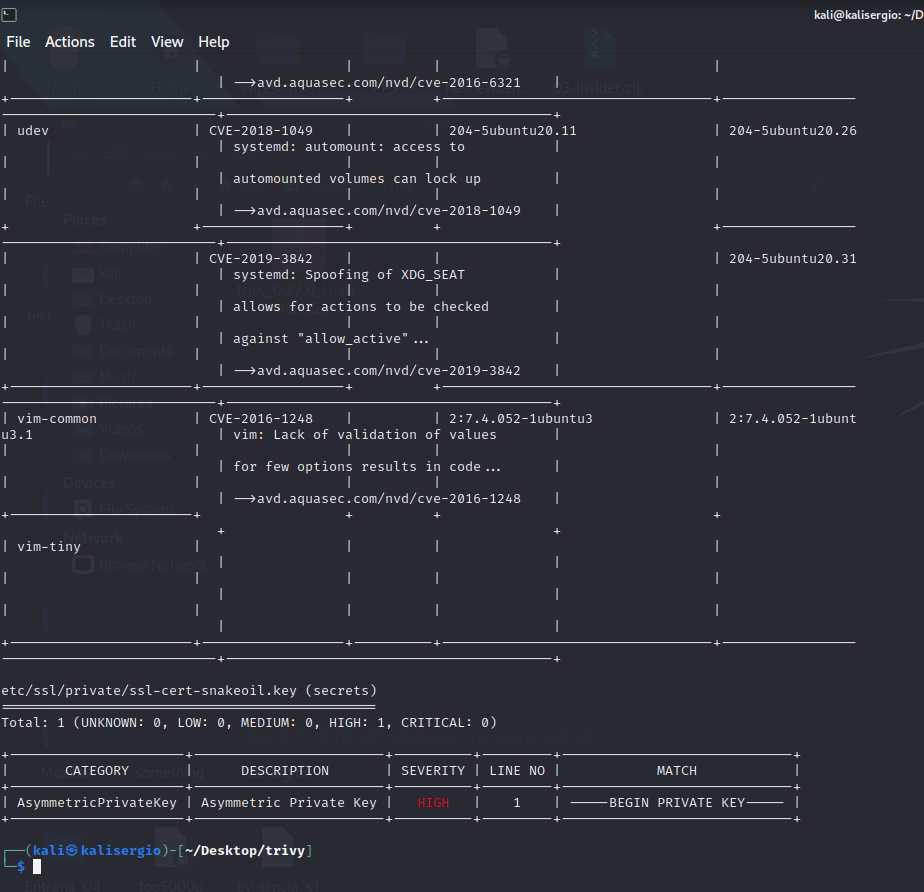 kali@kalisergio: ~/D
File Actions Edit View Help
| | | | |
| —>avd.aquasec.com/nvd/cve-2016-6321 |
| udev | CVE-2018-1049 | | 204-5ubuntu20.11 | 204-5ubuntu20.26
| systemd: automount: access to |
| automounted volumes can lock up |
| —>avd.aquasec.com/nvd/cve-2018-1049 |
| | CVE-2019-3842 | | | 204-5ubuntu20.31
| systemd: Spoofing of XDG_SEAT |
| allows for actions to be checked |
| against "allow_active"... |
| —>avd.aquasec.com/nvd/cve-2019-3842 |
| vim-common | CVE-2016-1248 | | 2:7.4.052-1ubuntu3 | 2:7.4.052-1ubunt
u3.1 | vim: Lack of validation of values |
| for few options results in code... |
| —>avd.aquasec.com/nvd/cve-2016-1248 |
| vim-tiny | | | |
etc/ssl/private/ssl-cert-snakeoil.key (secrets)
Total: 1 (UNKNOWN: 0, LOW: 0, MEDIUM: 0, HIGH: 1, CRITICAL: 0)
| CATEGORY | DESCRIPTION | SEVERITY | LINE NO | MATCH |
| AsymmetricPrivateKey | Asymmetric Private Key | HIGH | 1 | -----BEGIN PRIVATE KEY----- |
┌──(kali㉿kalisergio)-[~/Desktop/trivy]
└─$